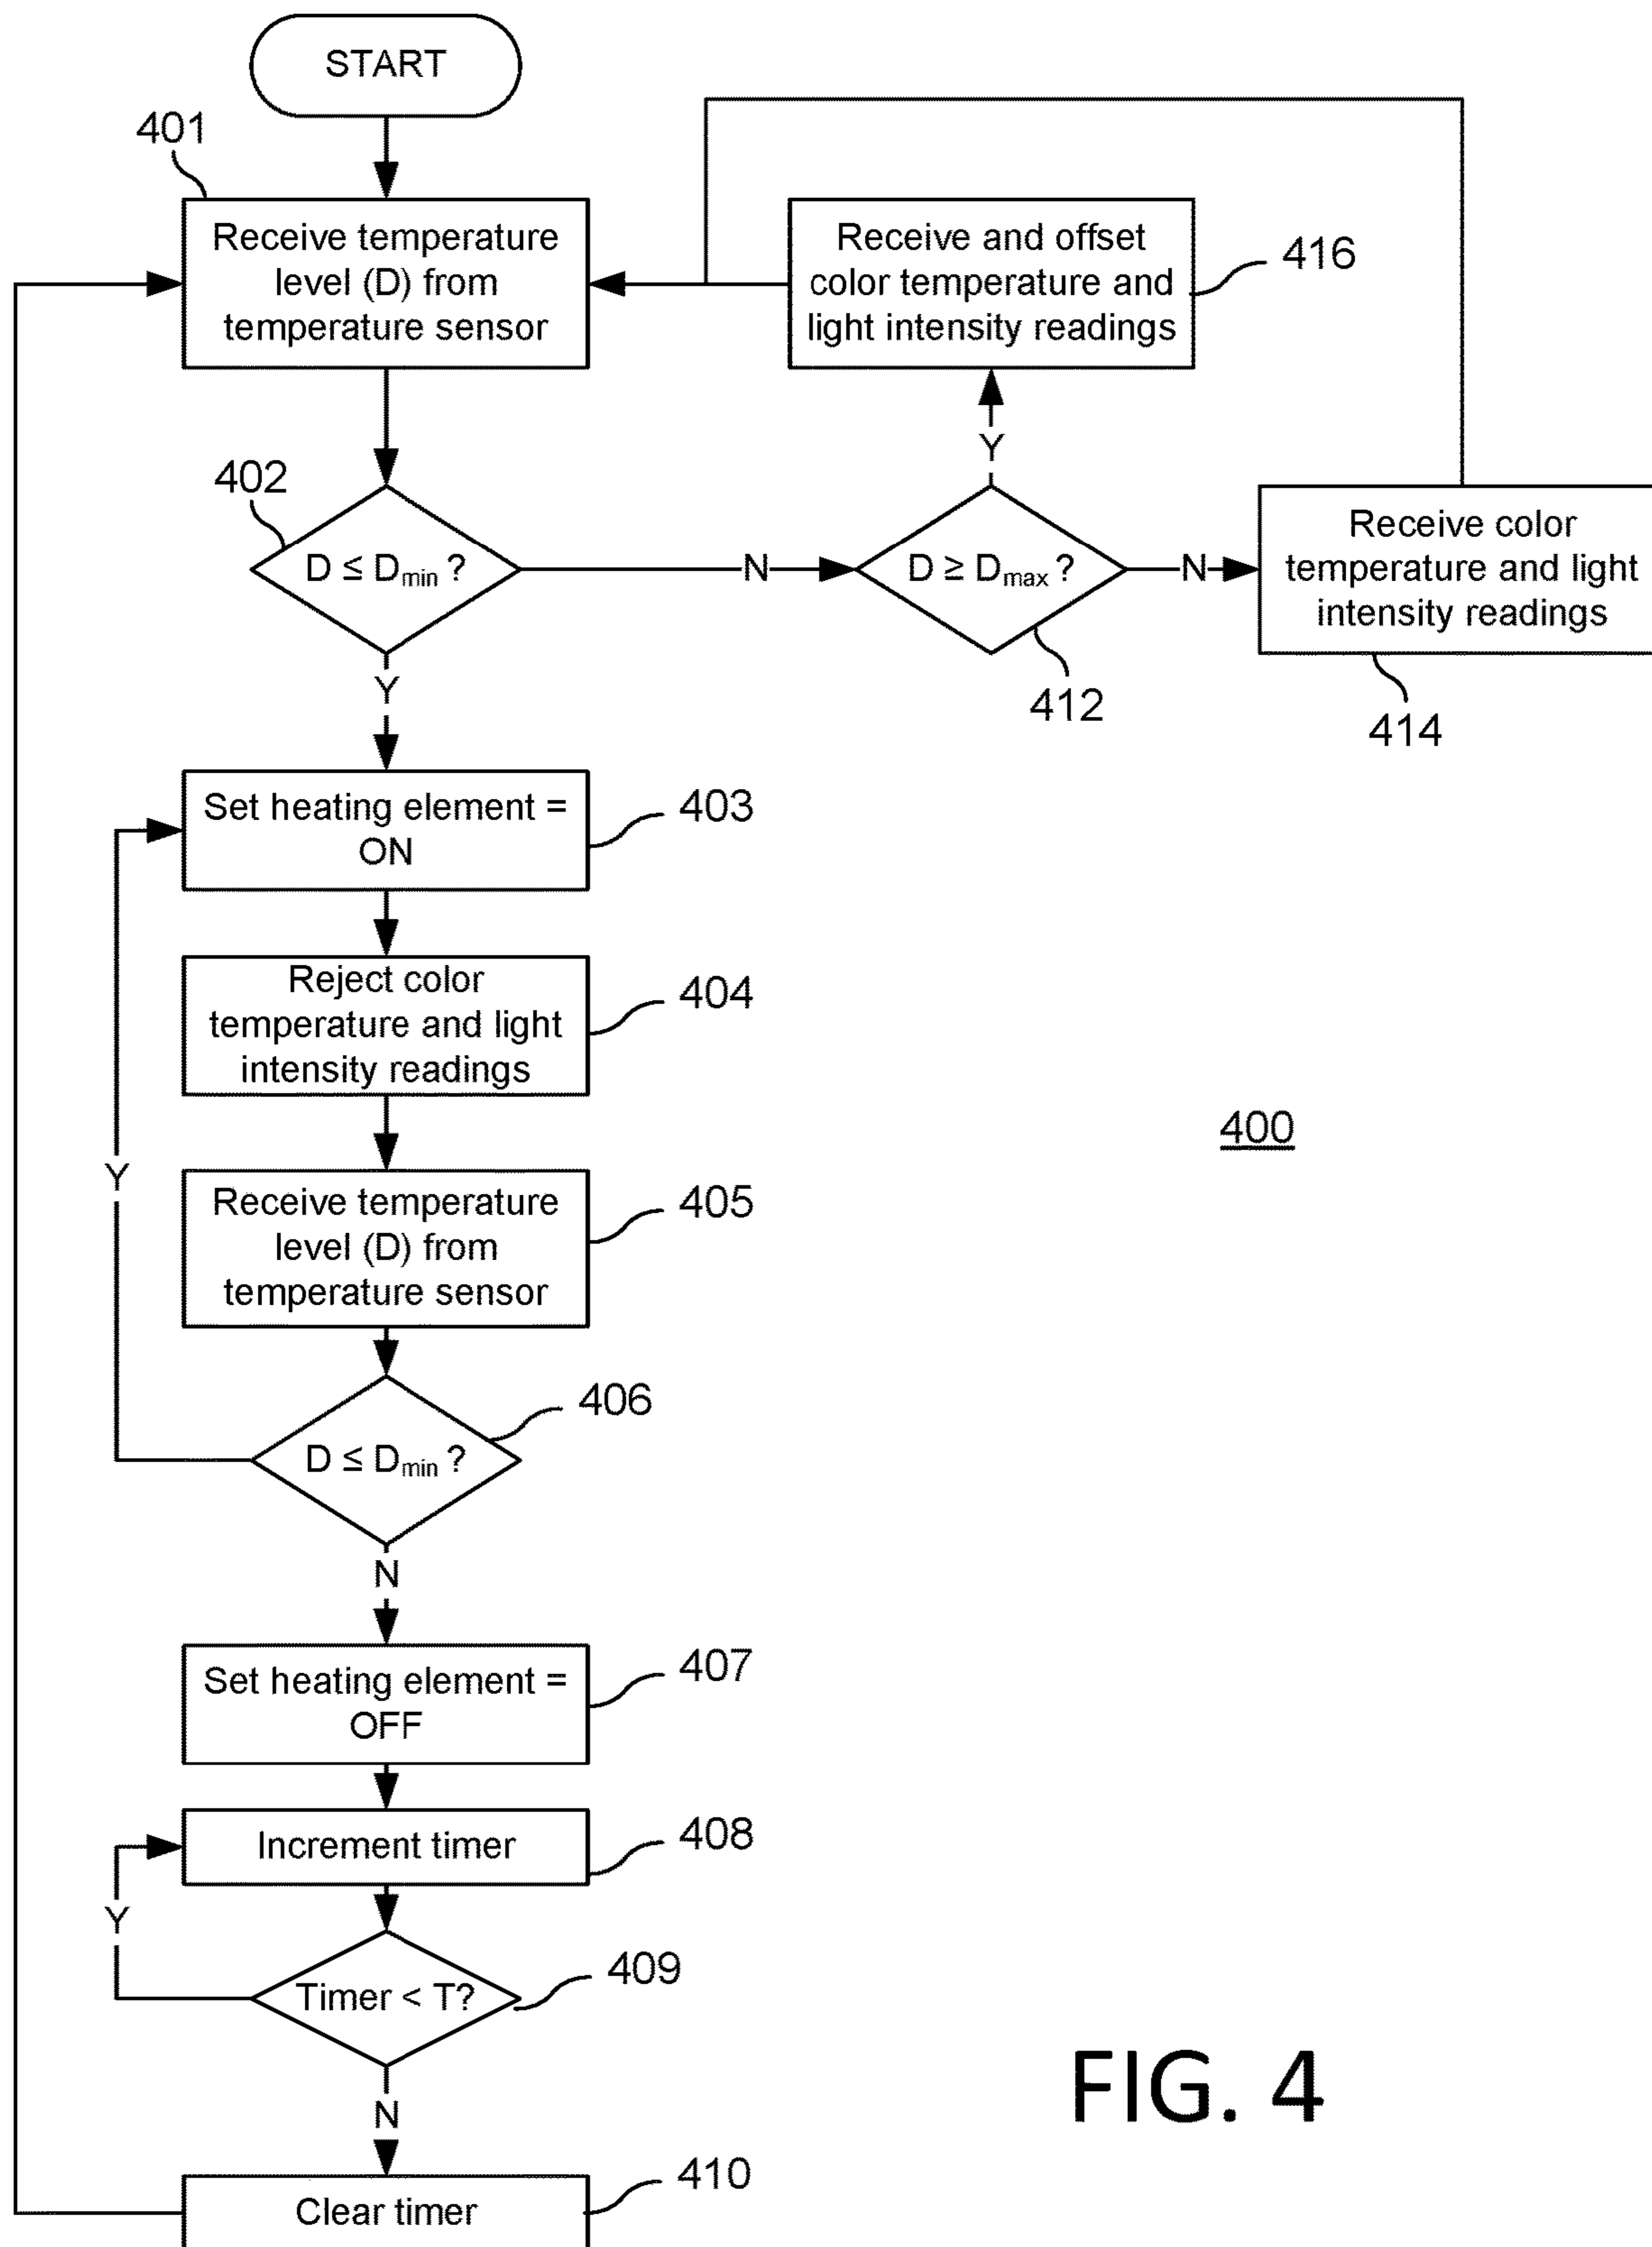 START
401
Receive temperature
level (D) from
temperature sensor
Receive and offset
color temperature and
light intensity readings
416
402
D ≤ Dmin ?
N
D ≥ Dmax ?
Y
N
412
Receive color
temperature and light
intensity readings
414
Y
Set heating element =
ON
403
Reject color
temperature and light
intensity readings
404
400
Y
Receive temperature
level (D) from
temperature sensor
405
D ≤ Dmin ?
406
N
Set heating element =
OFF
407
Increment timer
408
Y
Timer < T?
409
N
Clear timer
410
FIG. 4